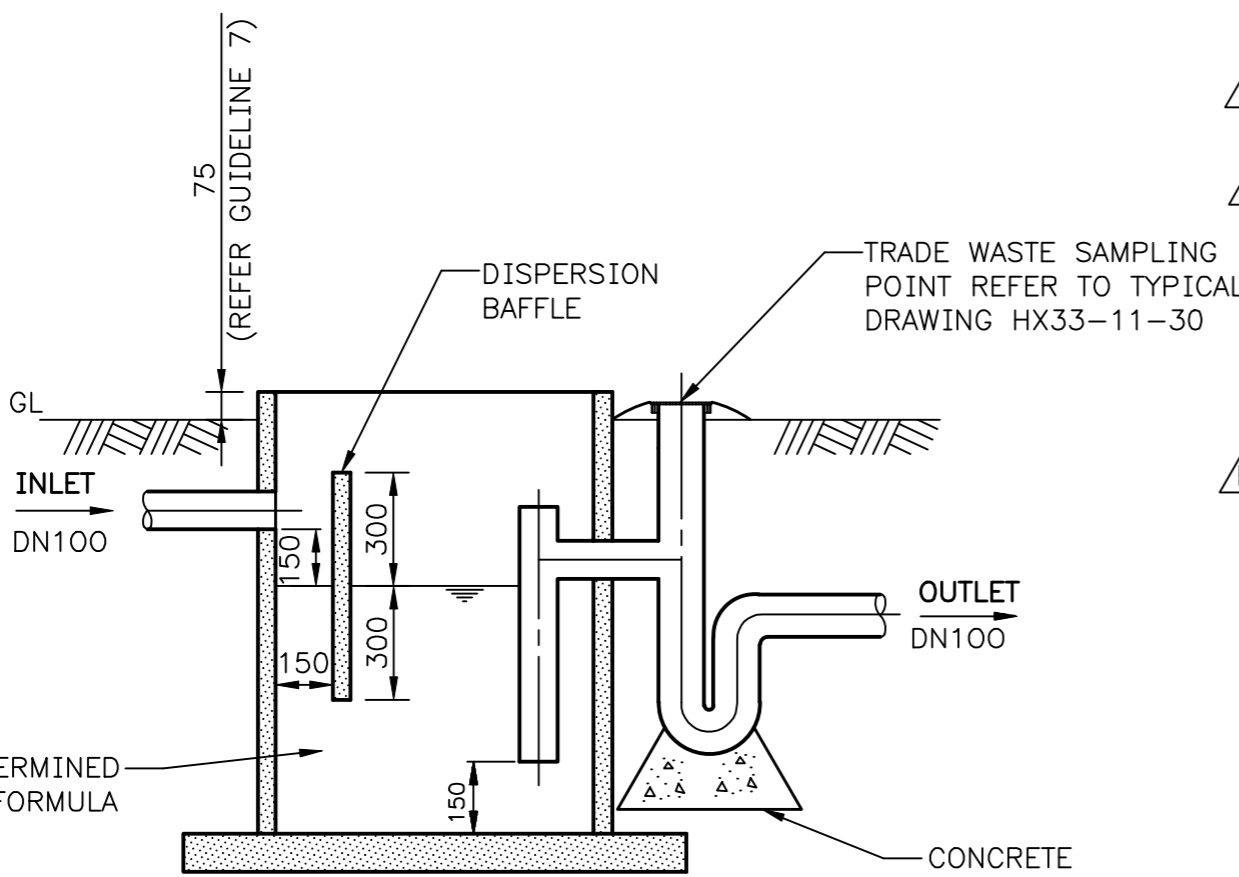 75
(REFER GUIDELINE 7)
DISPERSION
BAFFLE
TRADE WASTE SAMPLING
POINT REFER TO TYPICAL
DRAWING HX33-11-30
GL
INLET
DN100
150
300
300
150
150
OUTLET
DN100
ERMINED
FORMULA
CONCRETE